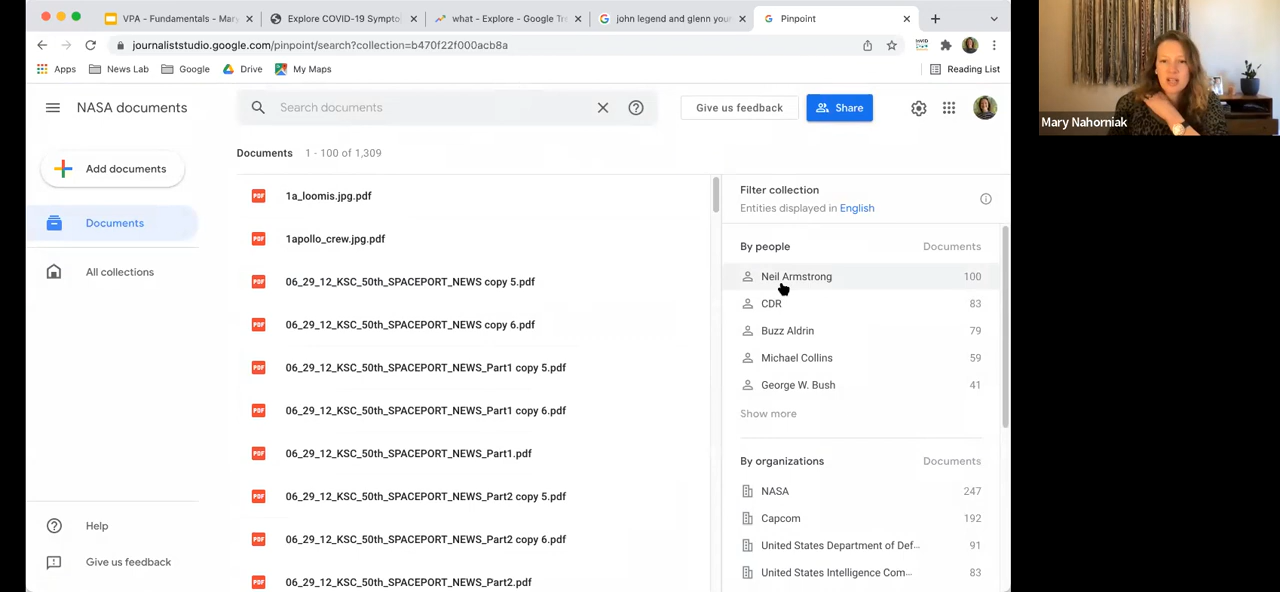 VPA - Fundamentals - Mary
Explore COVID-19 Sympto
what - Explore - Google Tr
john legend and glenn you
Pinpoint
journaliststudio.google.com/pinpoint/search?collection=b470f22f000acb8a
Apps
News Lab
Google
Drive
My Maps
Reading List
NASA documents
Search documents
Give us feedback
Share
Add documents
Documents
All collections
Help
Give us feedback
Documents 1 - 100 of 1,309
1a_loomis.jpg.pdf
1apollo_crew.jpg.pdf
06_29_12_KSC_50th_SPACEPORT_NEWS copy 5.pdf
06_29_12_KSC_50th_SPACEPORT_NEWS copy 6.pdf
06_29_12_KSC_50th_SPACEPORT_NEWS_Part1 copy 5.pdf
06_29_12_KSC_50th_SPACEPORT_NEWS_Part1 copy 6.pdf
06_29_12_KSC_50th_SPACEPORT_NEWS_Part1.pdf
06_29_12_KSC_50th_SPACEPORT_NEWS_Part2 copy 5.pdf
06_29_12_KSC_50th_SPACEPORT_NEWS_Part2 copy 6.pdf
06_29_12_KSC_50th_SPACEPORT_NEWS_Part2.pdf
Filter collection
Entities displayed in English
By people Documents
Neil Armstrong 100
CDR 83
Buzz Aldrin 79
Michael Collins 59
George W. Bush 41
Show more
By organizations Documents
NASA 247
Capcom 192
United States Department of Def... 91
United States Intelligence Com... 83
Mary Nahorniak